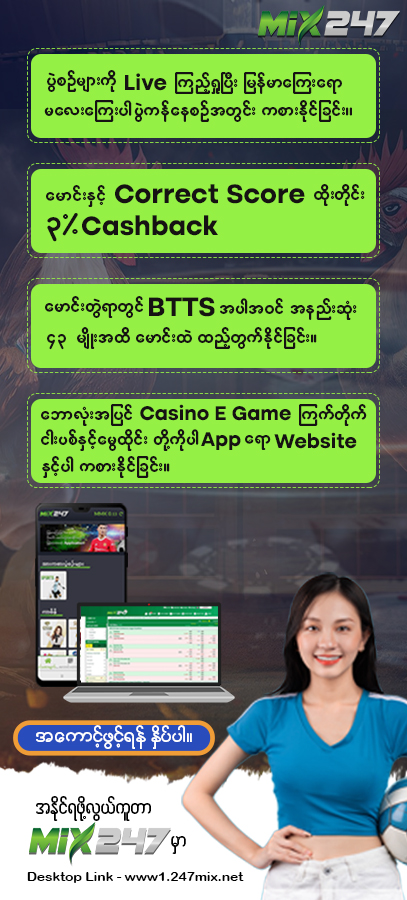 MIX247
ပွဲစဉ်များကို Live ကြည့်ရှုပြီး မြန်မာကြေးရော
မလေးကြေးပါပွဲကန်နေစဉ်အတွင်း ကစားနိုင်ခြင်း။
မောင်းနှင့် Correct Score ထိုးတိုင်း
၃% Cashback
မောင်းတွဲရာတွင် BTTS အပါအဝင် အနည်းဆုံး
၄၃ မျိုးအထိ မောင်းထဲ ထည့်တွက်နိုင်ခြင်း။
ဘောလုံးအပြင် Casino E Game ကြက်တိုက်
ငါးပစ်နှင့်မွေထိုင်း တို့ကိုပါ App ရော Website
နှင့်ပါ ကစားနိုင်ခြင်း။
MIX247
အကောင့်ဖွင့်ရန် နှိပ်ပါ။
အနိုင်ရဖို့လွယ်ကူတာ
MIX247 မှာ
Desktop Link - www1.247mix.net